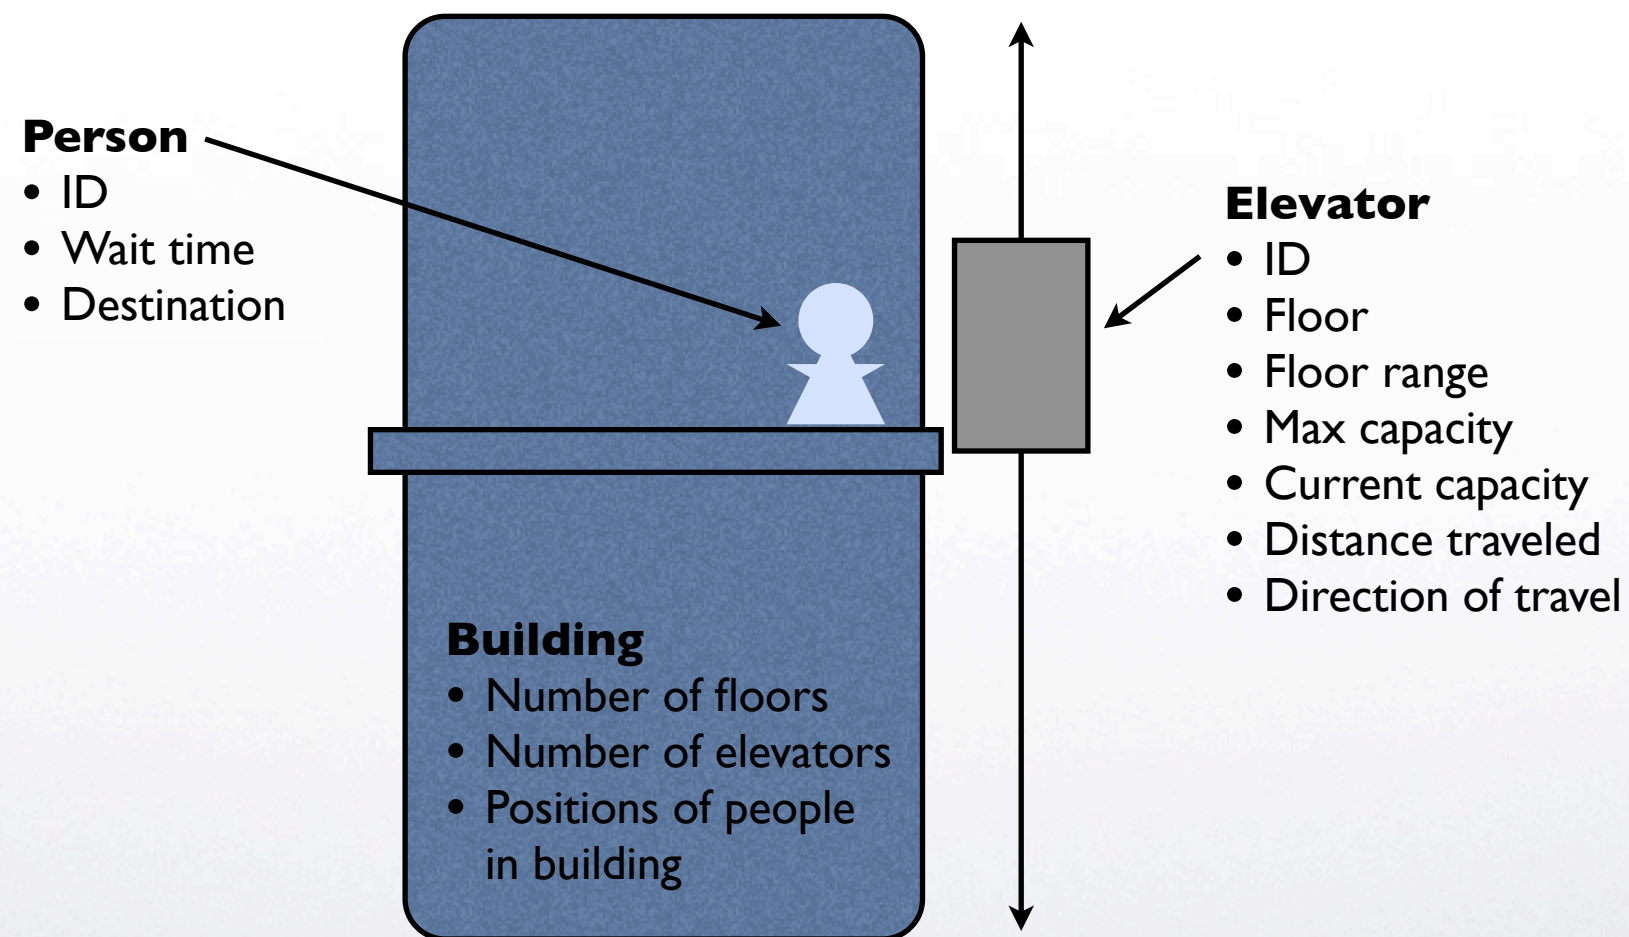 Person
• ID
• Wait time
• Destination
Elevator
• ID
• Floor
• Floor range
• Max capacity
• Current capacity
• Distance traveled
• Direction of travel
Building
• Number of floors
• Number of elevators
• Positions of people
in building